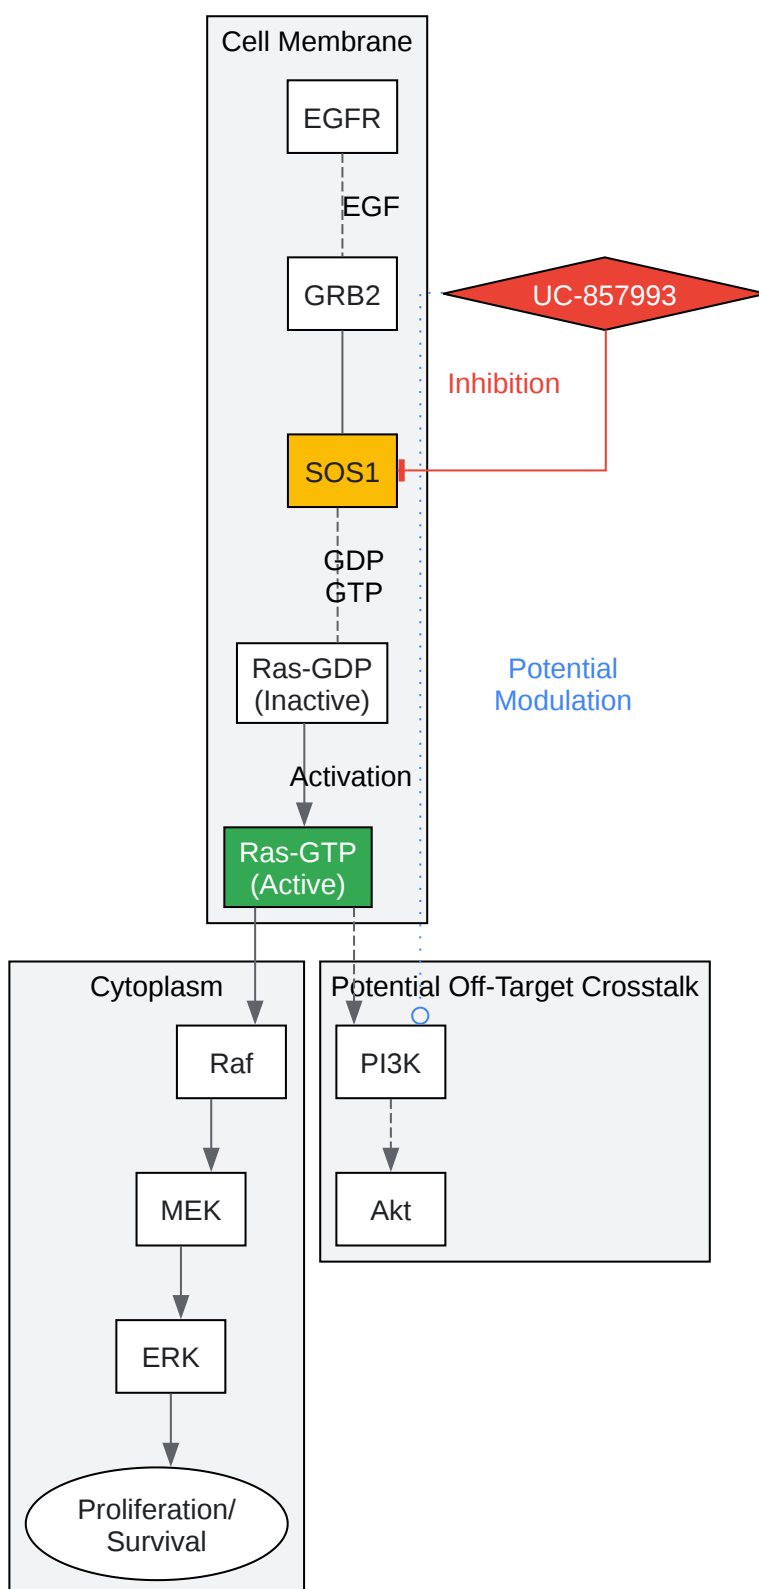 Cell Membrane
EGFR
EGF
GRB2
UC-857993
Inhibition
SOS1
GDP
GTP
Ras-GDP
(Inactive)
Potential
Modulation
Activation
Ras-GTP
(Active)
Cytoplasm
Potential Off-Target Crosstalk
Raf
PI3K
MEK
Akt
ERK
Proliferation/
Survival